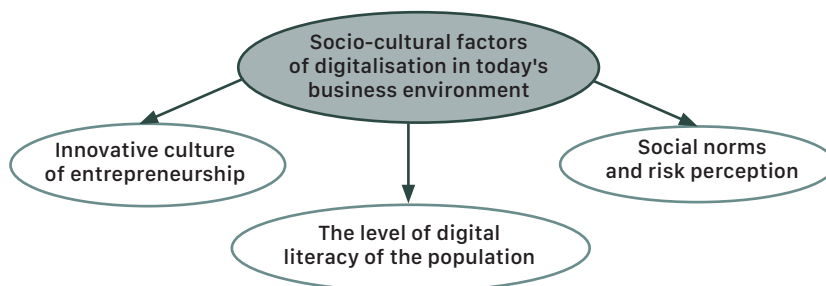 Socio-cultural factors
of digitalisation in today's
business environment
Innovative culture
of entrepreneurship
Social norms
and risk perception
The level of digital
literacy of the population